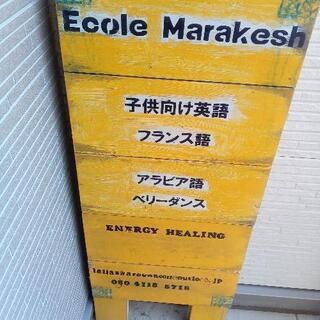 Ecole Marakesh
子供向け英語
フランス語
アラビア語
ベリーダンス
ENERGY HEALING